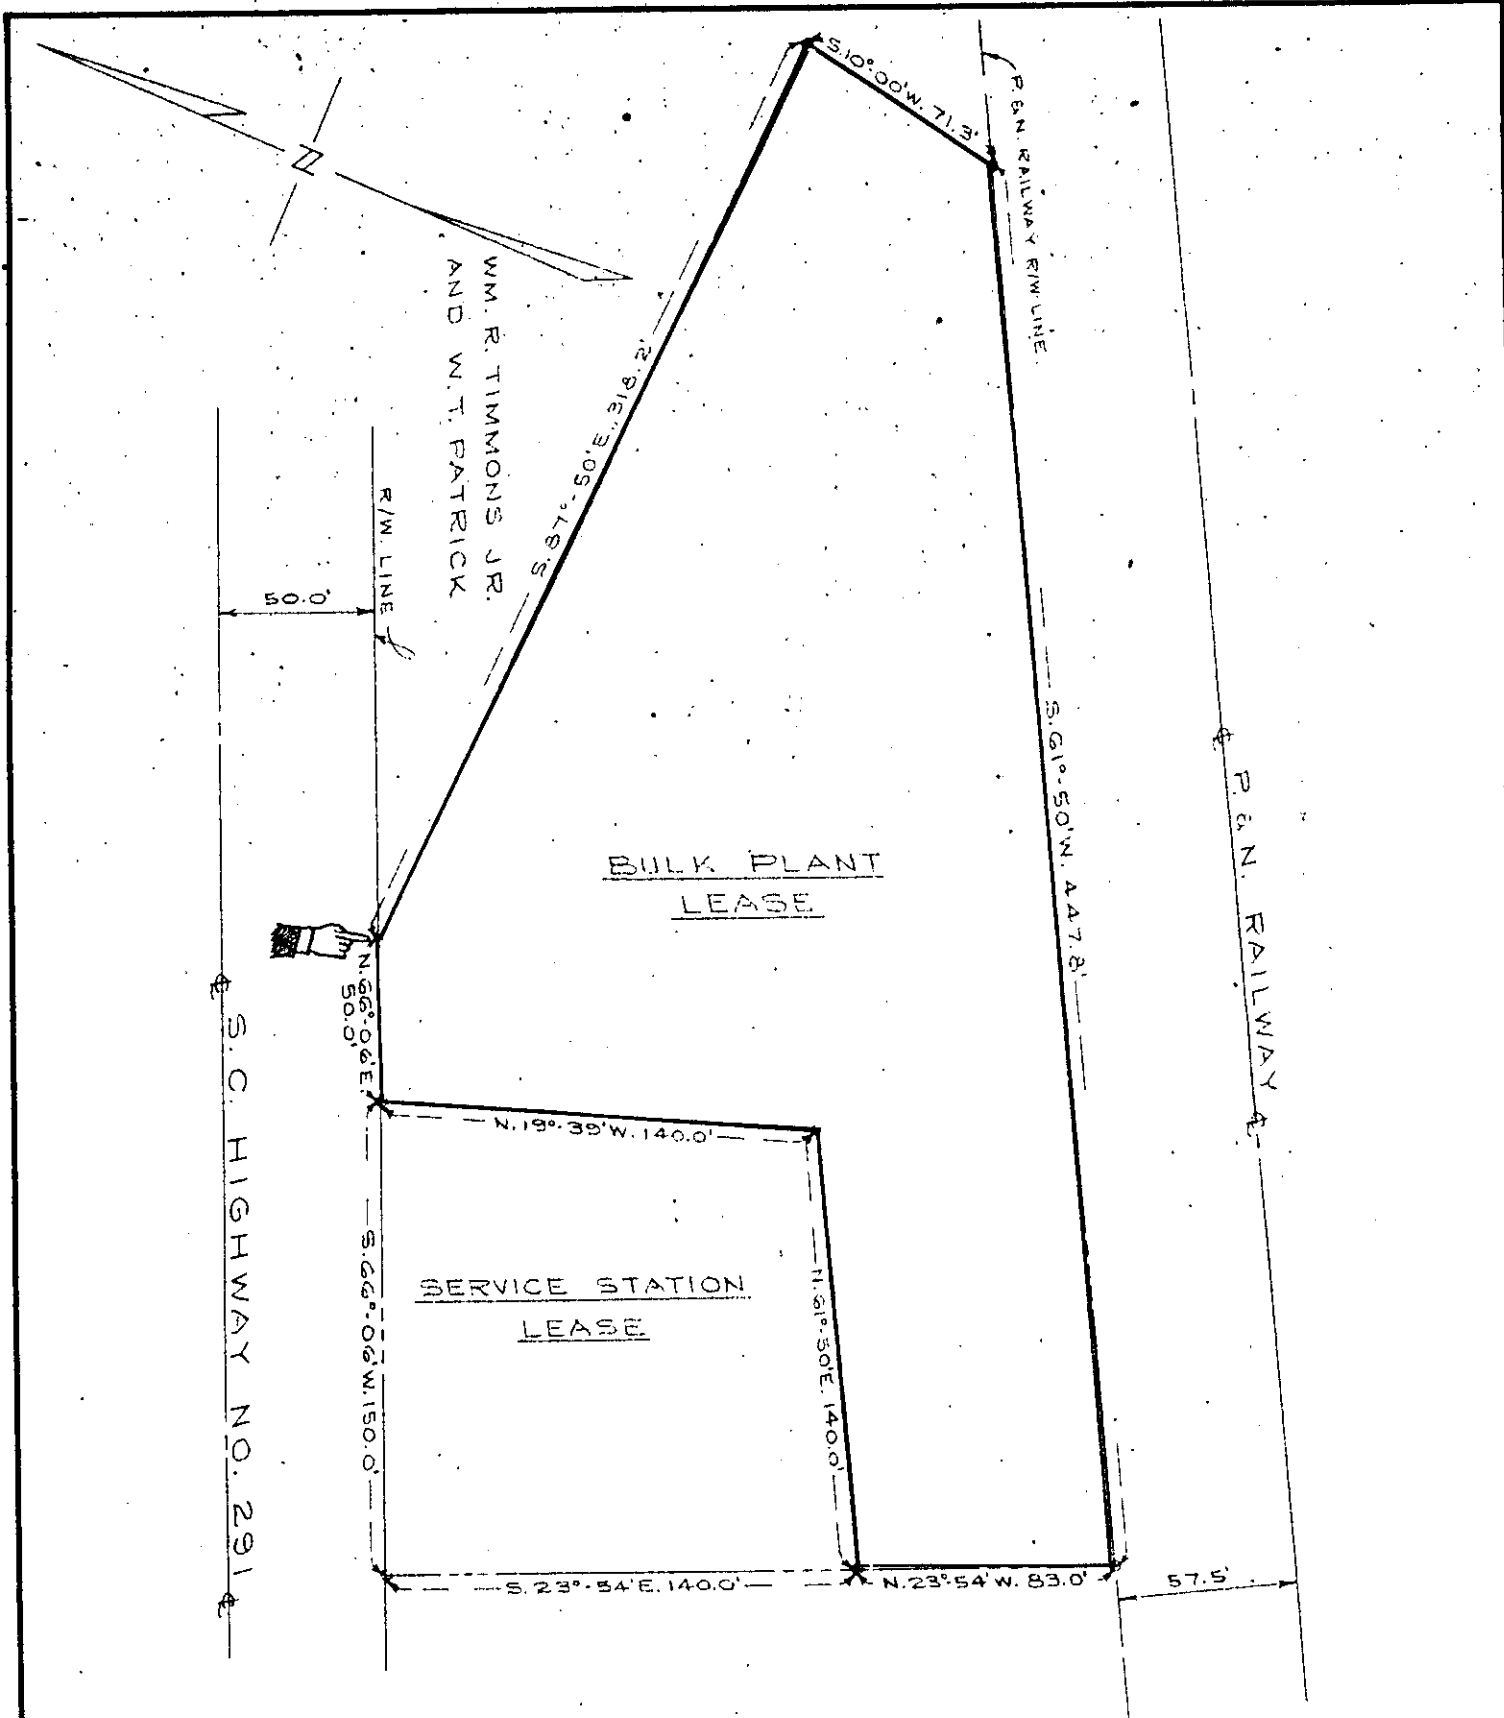 S.10°-00'W. 71.3'
P. & N. RAILWAY R/W LINE
N
WM. R. TIMMONS JR.
AND W.T. PATRICK
S.87°-50'E. 318.2'
R/W. LINE
50.0'
S.61°-50'W. 447.8'
℄ P. & N. RAILWAY ℄
BULK PLANT
LEASE
N.66°-06'E.
50.0'
℄ S.C. HIGHWAY NO. 291 ℄
N.19°-39'W. 140.0'
S.66°-06'W. 150.0'
SERVICE STATION
LEASE
N.61°-50'E. 140.0'
S.23°-54'E. 140.0'
N.23°-54'W. 83.0'
57.5'